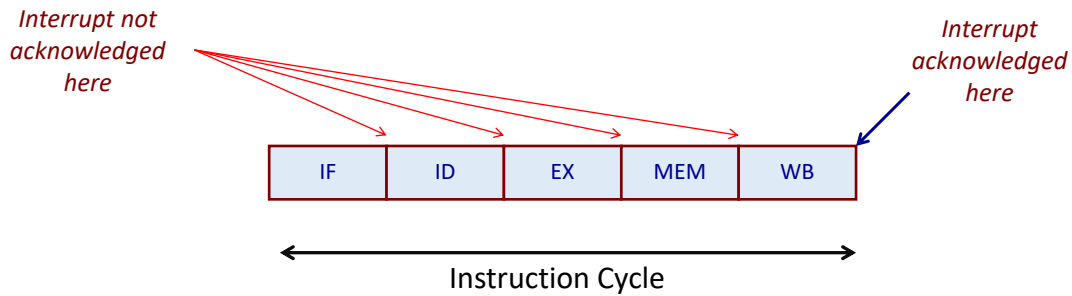 Interrupt not
acknowledged
here
Interrupt
acknowledged
here
IF
ID
EX
MEM
WB
Instruction Cycle